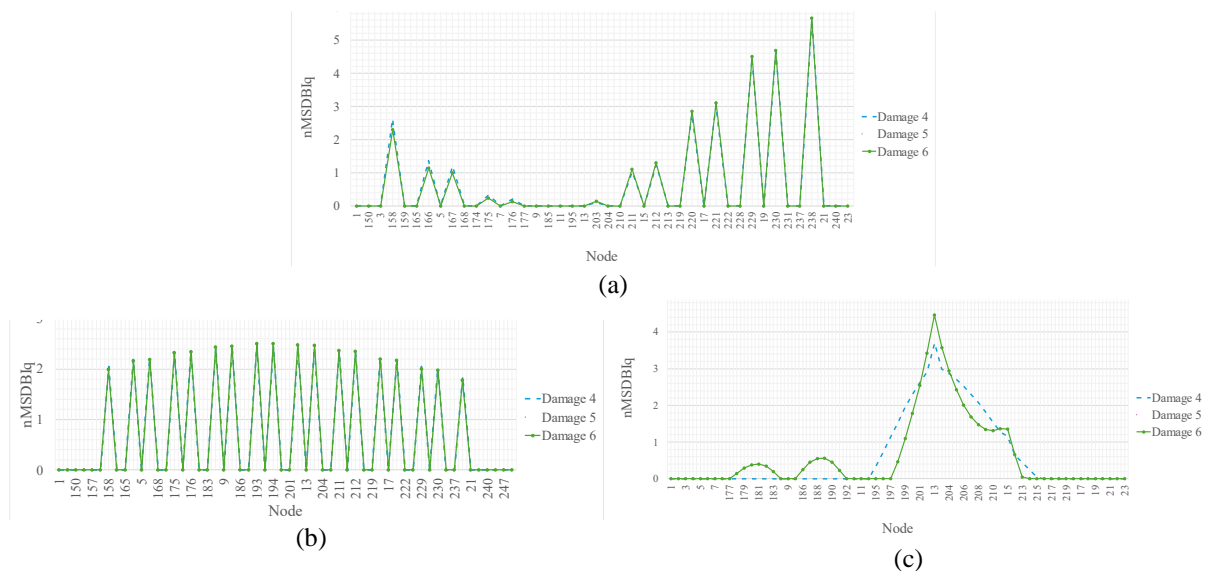 nMSDBIq
5
4
3
2
1
0
1 150 3 158 159 165 166 5 167 168 174 175 7 176 177 9 185 11 195 13 203 204 210 211 15 212 213 219 220 17 221 222 228 229 19 230 231 237 238 21 240 23
Node
Damage 4
Damage 5
Damage 6
(a)
nMSDBIq
2
1
0
1 150 157 158 165 5 168 175 176 183 9 186 193 194 201 13 204 211 212 219 17 222 229 230 237 21 240 247
Node
Damage 4
Damage 5
Damage 6
(b)
nMSDBIq
4
3
2
1
0
1 3 5 7 177 179 181 183 9 186 188 190 192 11 195 197 199 201 13 204 206 208 210 15 213 215 217 219 17 19 21 23
Node
Damage 4
Damage 5
Damage 6
(c)